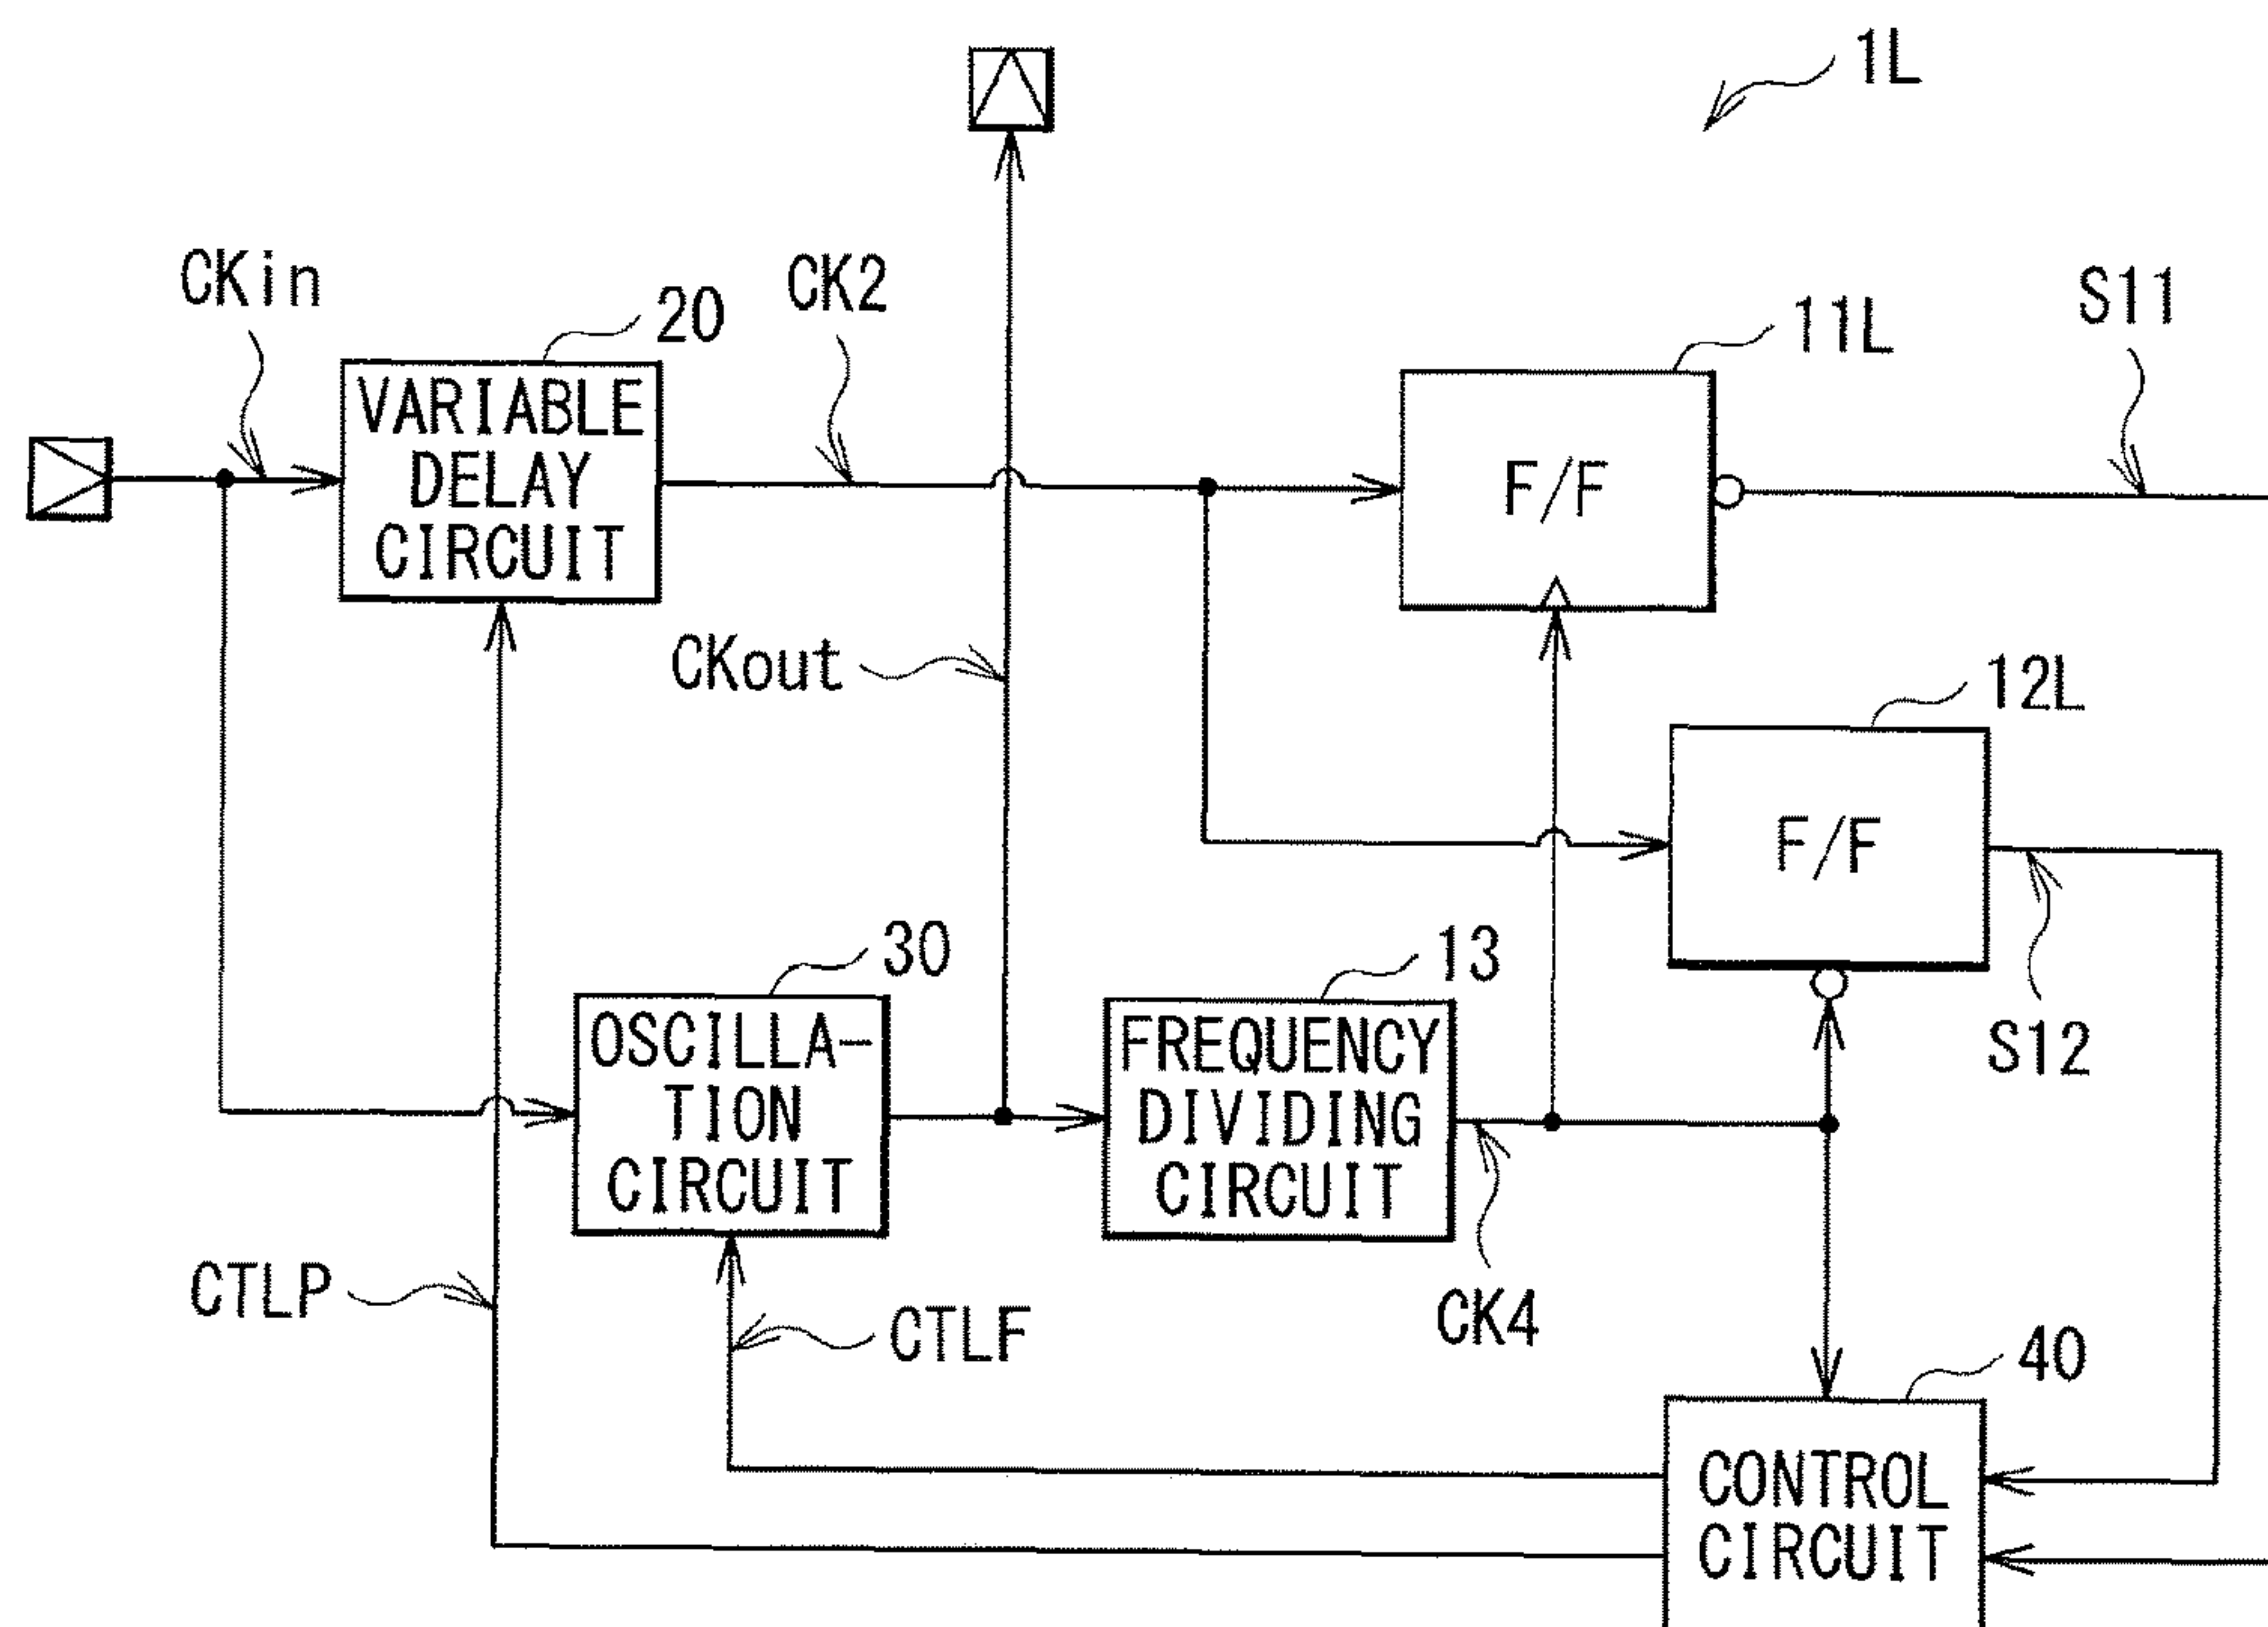 1L
CKin
20
CK2
11L
S11
VARIABLE
DELAY
CIRCUIT
F/F
CKout
12L
F/F
30
13
S12
OSCILLA-
TION
CIRCUIT
FREQUENCY
DIVIDING
CIRCUIT
CTLP
CTLF
CK4
40
CONTROL
CIRCUIT